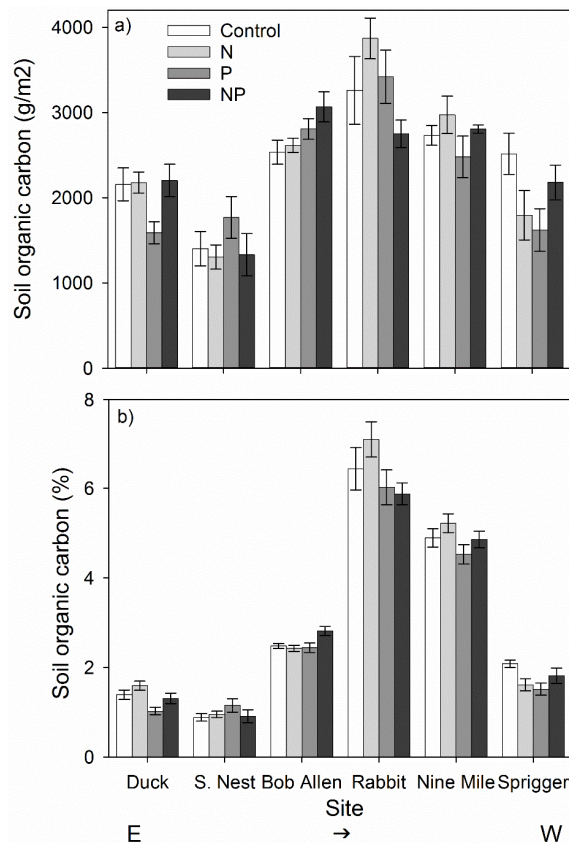 a)
Control
N
P
NP
Soil organic carbon (g/m2)
4000
3000
2000
1000
0
b)
Soil organic carbon (%)
8
6
4
2
0
Duck S. Nest Bob Allen Rabbit Nine Mile Sprigger
Site
E → W